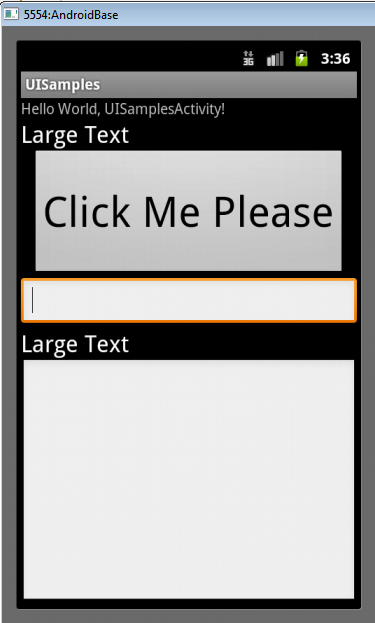 5554:AndroidBase
3G 3:36
UISamples
Hello World, UISamplesActivity!
Large Text
Click Me Please
Large Text